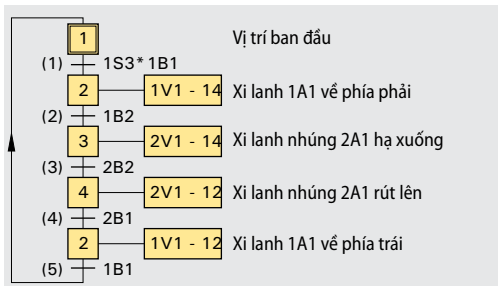 1 Vị trí ban đầu
(1) 1S3* 1B1
2 1V1 - 14 Xi lanh 1A1 về phía phải
(2) 1B2
3 2V1 - 14 Xi lanh nhúng 2A1 hạ xuống
(3) 2B2
4 2V1 - 12 Xi lanh nhúng 2A1 rút lên
(4) 2B1
2 1V1 - 12 Xi lanh 1A1 về phía trái
(5) 1B1